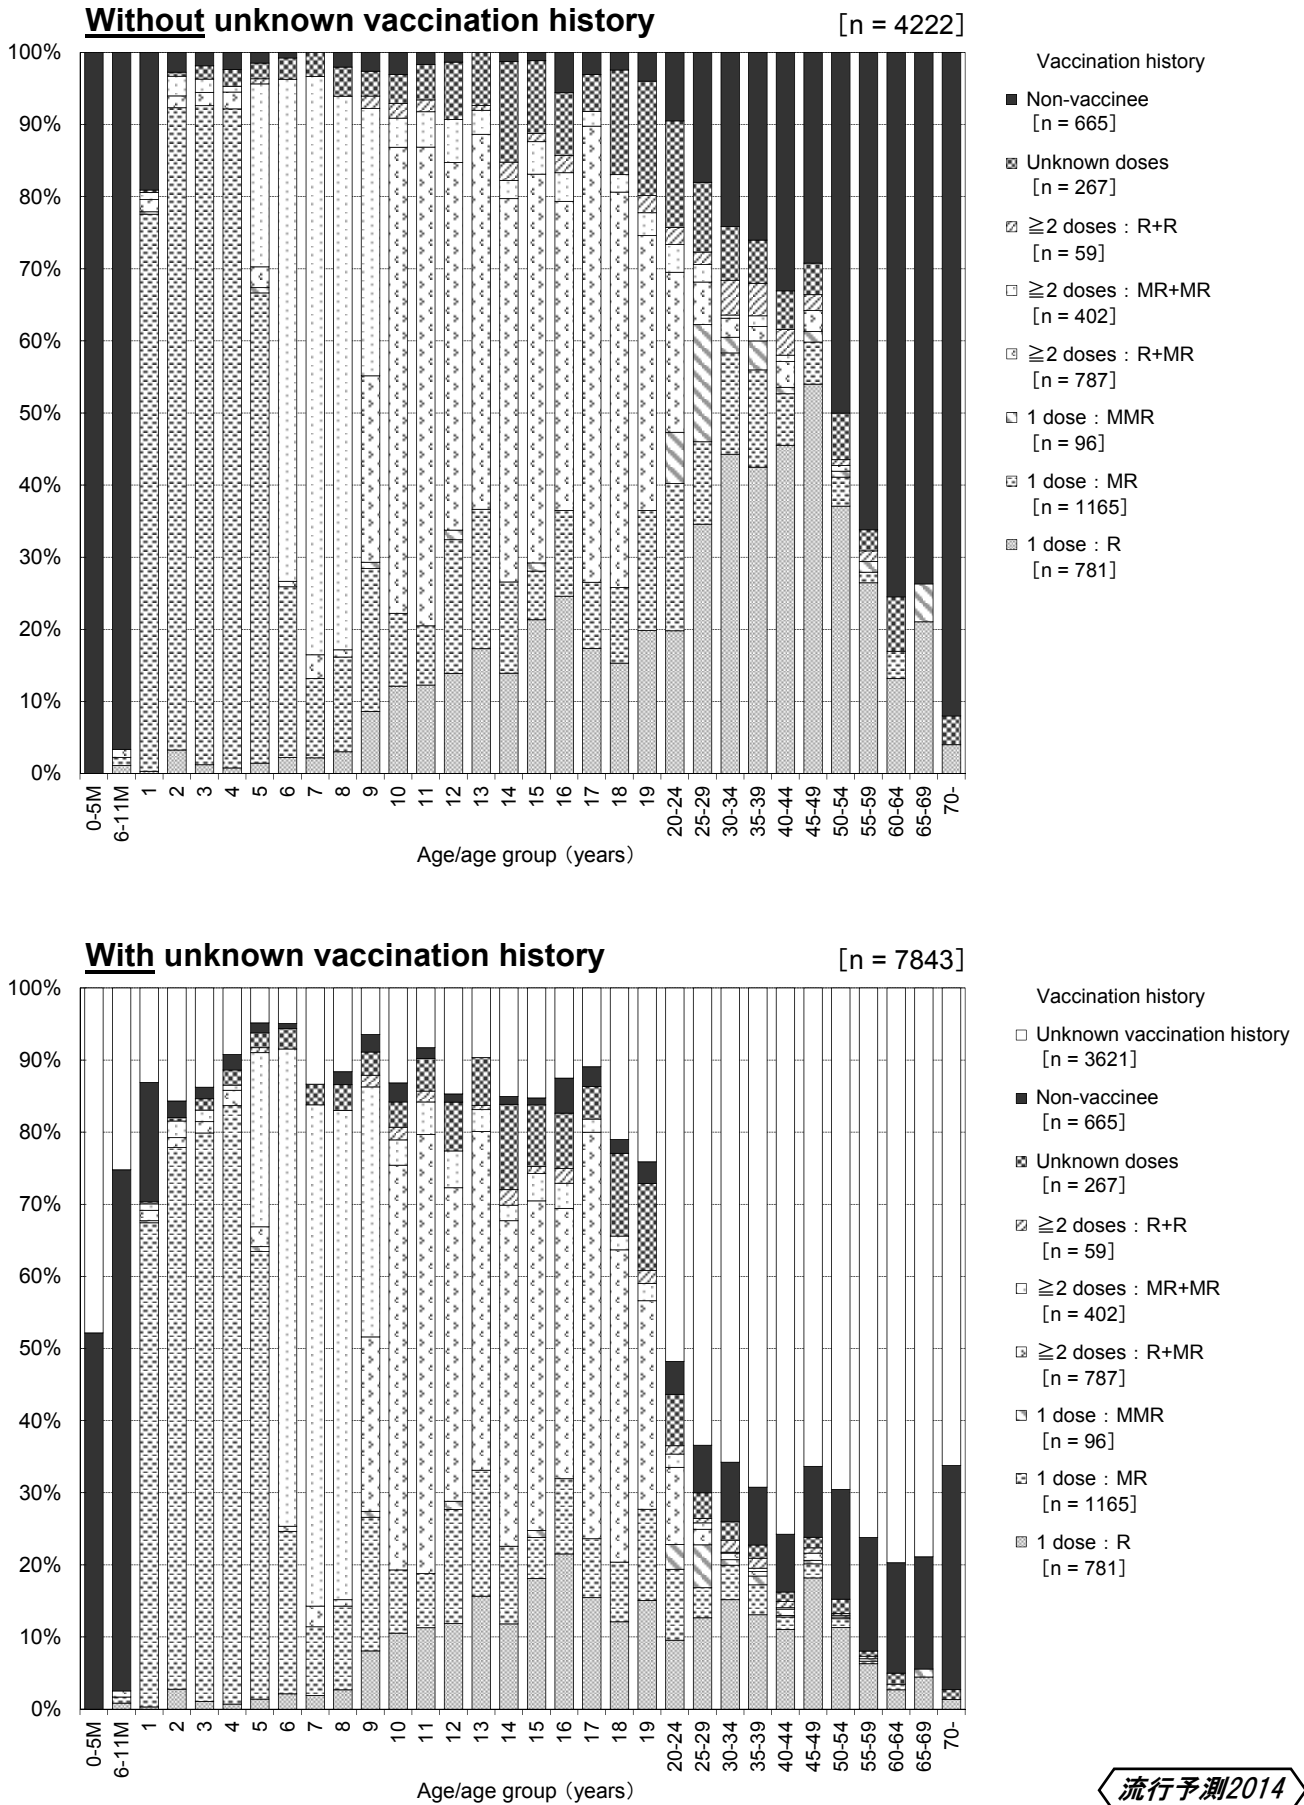 Without unknown vaccination history [n = 4222]
100%
90%
80%
70%
60%
50%
40%
30%
20%
10%
0%
0-5M 6-11M 1 2 3 4 5 6 7 8 9 10 11 12 13 14 15 16 17 18 19 20-24 25-29 30-34 35-39 40-44 45-49 50-54 55-59 60-64 65-69 70-
Age/age group（years）
Vaccination history
Non-vaccinee
[n = 665]
Unknown doses
[n = 267]
≧2 doses：R+R
[n = 59]
≧2 doses：MR+MR
[n = 402]
≧2 doses：R+MR
[n = 787]
1 dose：MMR
[n = 96]
1 dose：MR
[n = 1165]
1 dose：R
[n = 781]
With unknown vaccination history [n = 7843]
100%
90%
80%
70%
60%
50%
40%
30%
20%
10%
0%
0-5M 6-11M 1 2 3 4 5 6 7 8 9 10 11 12 13 14 15 16 17 18 19 20-24 25-29 30-34 35-39 40-44 45-49 50-54 55-59 60-64 65-69 70-
Age/age group（years）
Vaccination history
Unknown vaccination history
[n = 3621]
Non-vaccinee
[n = 665]
Unknown doses
[n = 267]
≧2 doses：R+R
[n = 59]
≧2 doses：MR+MR
[n = 402]
≧2 doses：R+MR
[n = 787]
1 dose：MMR
[n = 96]
1 dose：MR
[n = 1165]
1 dose：R
[n = 781]
流行予測2014